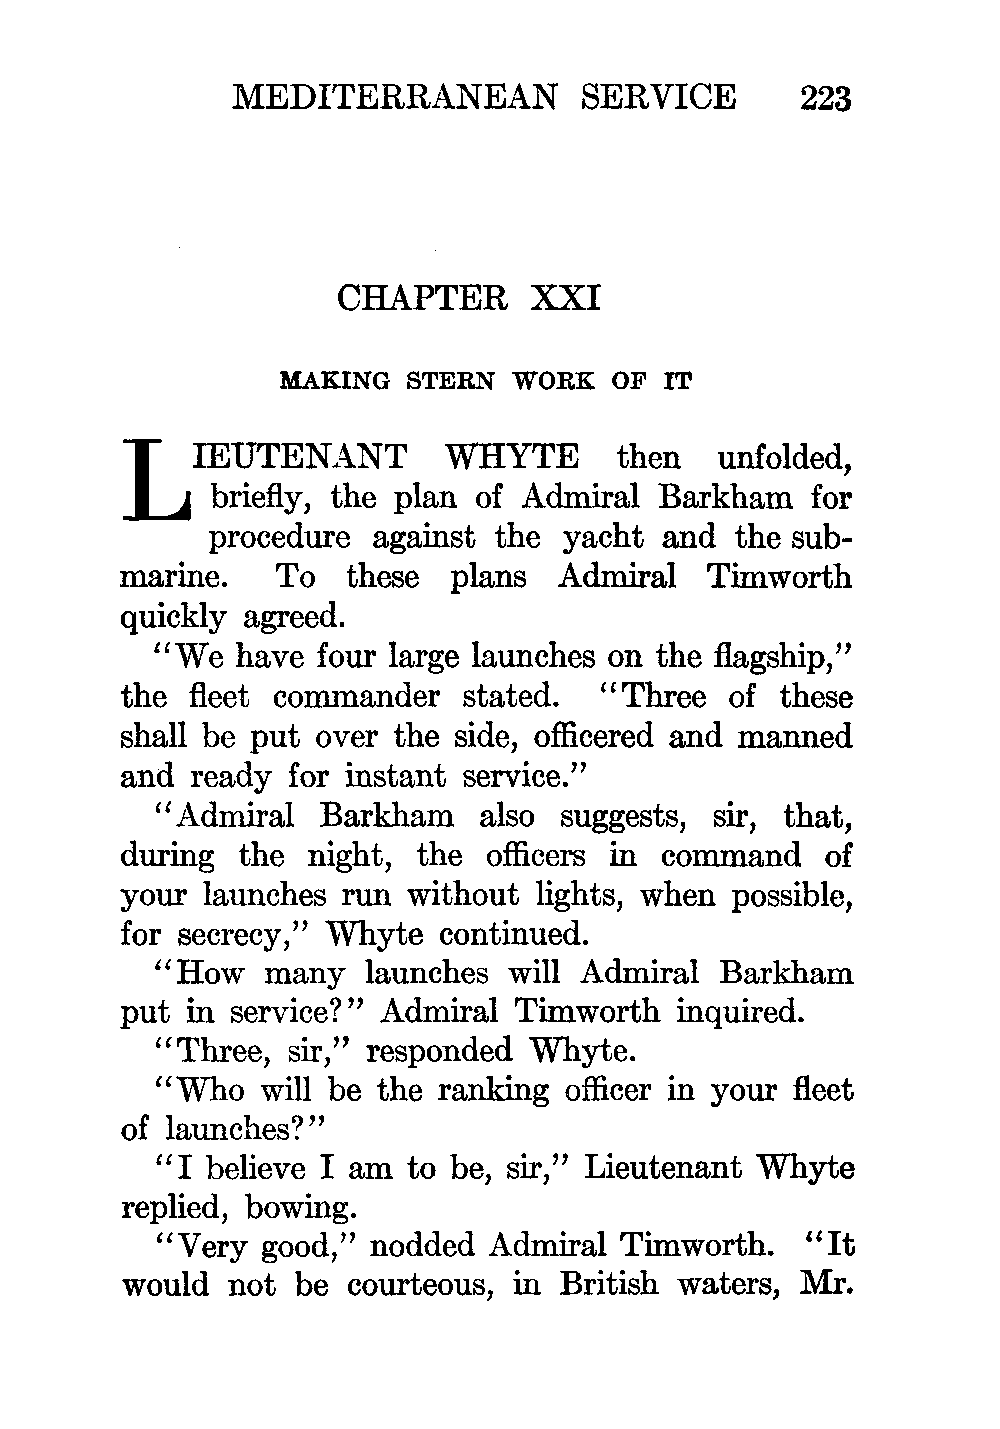 MEDITERRANEAN SERVICE 223
CHAPTER XXI
MAKING STERN WORK OF IT
LIEUTENANT WHYTE then unfolded,
briefly, the plan of Admiral Barkham for
procedure against the yacht and the sub-
marine. To these plans Admiral Timworth
quickly agreed.
“We have four large launches on the flagship,”
the fleet commander stated. “Three of these
shall be put over the side, officered and manned
and ready for instant service.”
“Admiral Barkham also suggests, sir, that,
during the night, the officers in command of
your launches run without lights, when possible,
for secrecy,” Whyte continued.
“How many launches will Admiral Barkham
put in service?” Admiral Timworth inquired.
“Three, sir,” responded Whyte.
“Who will be the ranking officer in your fleet
of launches?”
“I believe I am to be, sir,” Lieutenant Whyte
replied, bowing.
“Very good,” nodded Admiral Timworth. “It
would not be courteous, in British waters, Mr.